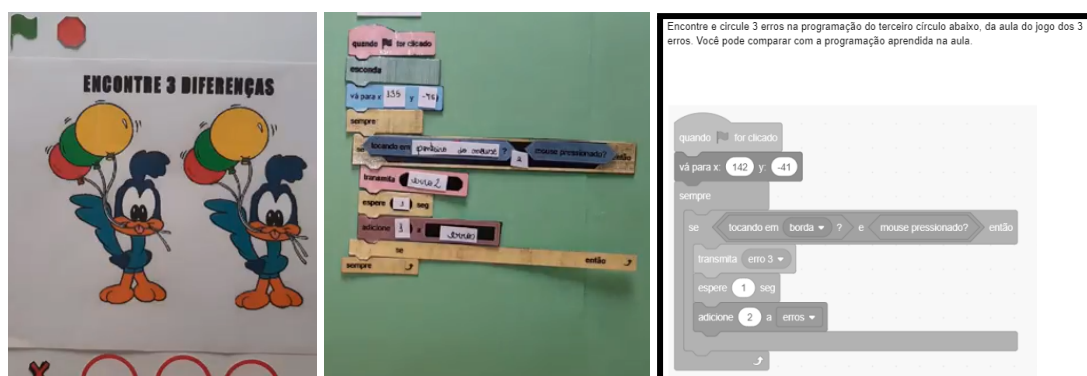 ENCONTRE 3 DIFERENÇAS
quando for clicado
esconda
vá para x 135 y
sempre
se tocando em ponteiro do mouse ? e mouse pressionado? então
transmita erro 2
espere 1 seg
adicione a erros
se então
sempre
Encontre e circule 3 erros na programação do terceiro círculo abaixo, da aula do jogo dos 3
erros. Você pode comparar com a programação aprendida na aula.
quando for clicado
vá para x: 142 y: -41
sempre
se tocando em borda ? e mouse pressionado? então
transmita erro 3
espere 1 seg
adicione 2 a erros